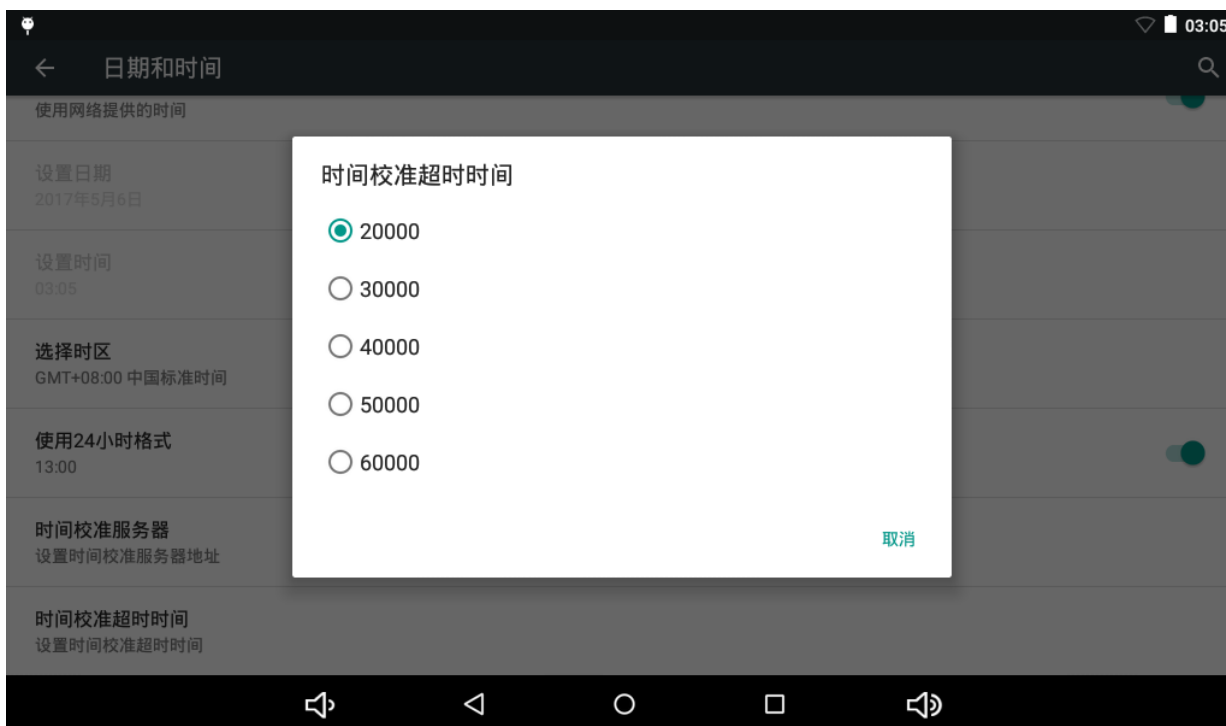 03:05
日期和时间
使用网络提供的时间
设置日期
2017年5月6日
设置时间
03:05
选择时区
GMT+08:00 中国标准时间
使用24小时格式
13:00
时间校准服务器
设置时间校准服务器地址
时间校准超时时间
设置时间校准超时时间
时间校准超时时间
20000
30000
40000
50000
60000
取消